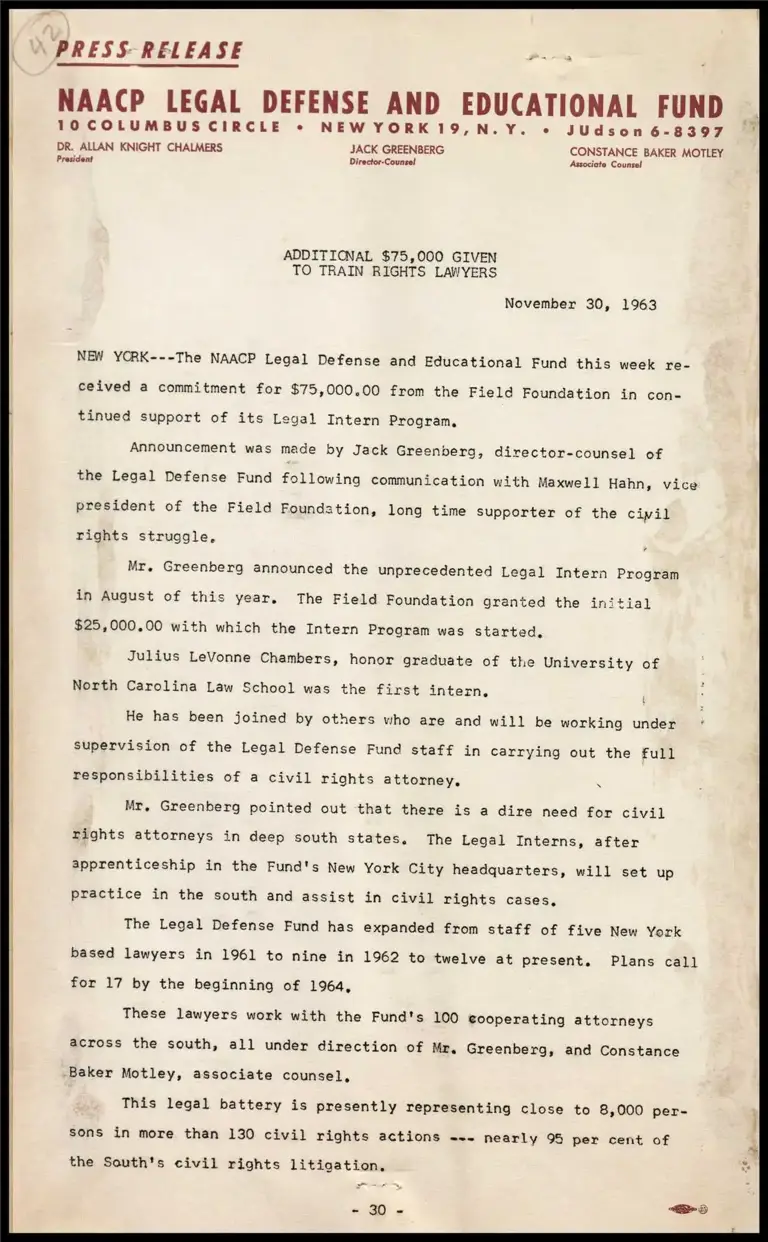 42
PRESS RELEASE
NAACP LEGAL DEFENSE AND EDUCATIONAL FUND
10 COLUMBUS CIRCLE • NEW YORK 19, N. Y. • JUdson 6-8397
DR. ALLAN KNIGHT CHALMERS JACK GREENBERG CONSTANCE BAKER MOTLEY
President Director-Counsel Associate Counsel
ADDITIONAL $75,000 GIVEN
TO TRAIN RIGHTS LAWYERS
November 30, 1963
NEW YORK---The NAACP Legal Defense and Educational Fund this week re-
ceived a commitment for $75,000.00 from the Field Foundation in con-
tinued support of its Legal Intern Program.
Announcement was made by Jack Greenberg, director-counsel of
the Legal Defense Fund following communication with Maxwell Hahn, vice
president of the Field Foundation, long time supporter of the civil
rights struggle.
Mr. Greenberg announced the unprecedented Legal Intern Program
in August of this year. The Field Foundation granted the initial
$25,000.00 with which the Intern Program was started.
Julius LeVonne Chambers, honor graduate of the University of
North Carolina Law School was the first intern.
He has been joined by others who are and will be working under
supervision of the Legal Defense Fund staff in carrying out the full
responsibilities of a civil rights attorney.
Mr. Greenberg pointed out that there is a dire need for civil
rights attorneys in deep south states. The Legal Interns, after
apprenticeship in the Fund's New York City headquarters, will set up
practice in the south and assist in civil rights cases.
The Legal Defense Fund has expanded from staff of five New York
based lawyers in 1961 to nine in 1962 to twelve at present. Plans call
for 17 by the beginning of 1964.
These lawyers work with the Fund's 100 cooperating attorneys
across the south, all under direction of Mr. Greenberg, and Constance
Baker Motley, associate counsel.
This legal battery is presently representing close to 8,000 per-
sons in more than 130 civil rights actions --- nearly 95 per cent of
the South's civil rights litigation.
- 30 -